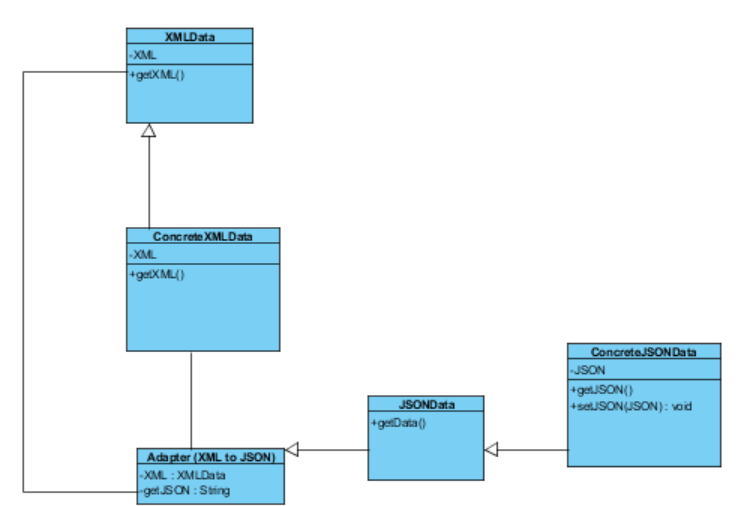 XMLData
-XML
+getXML()
ConcreteXMLData
-XML
+getXML()
ConcreteJSONData
-JSON
+getJSON()
+setJSON(JSON) : void
JSONData
+getData()
Adapter (XML to JSON)
-XML : XMLData
-getJSON : String